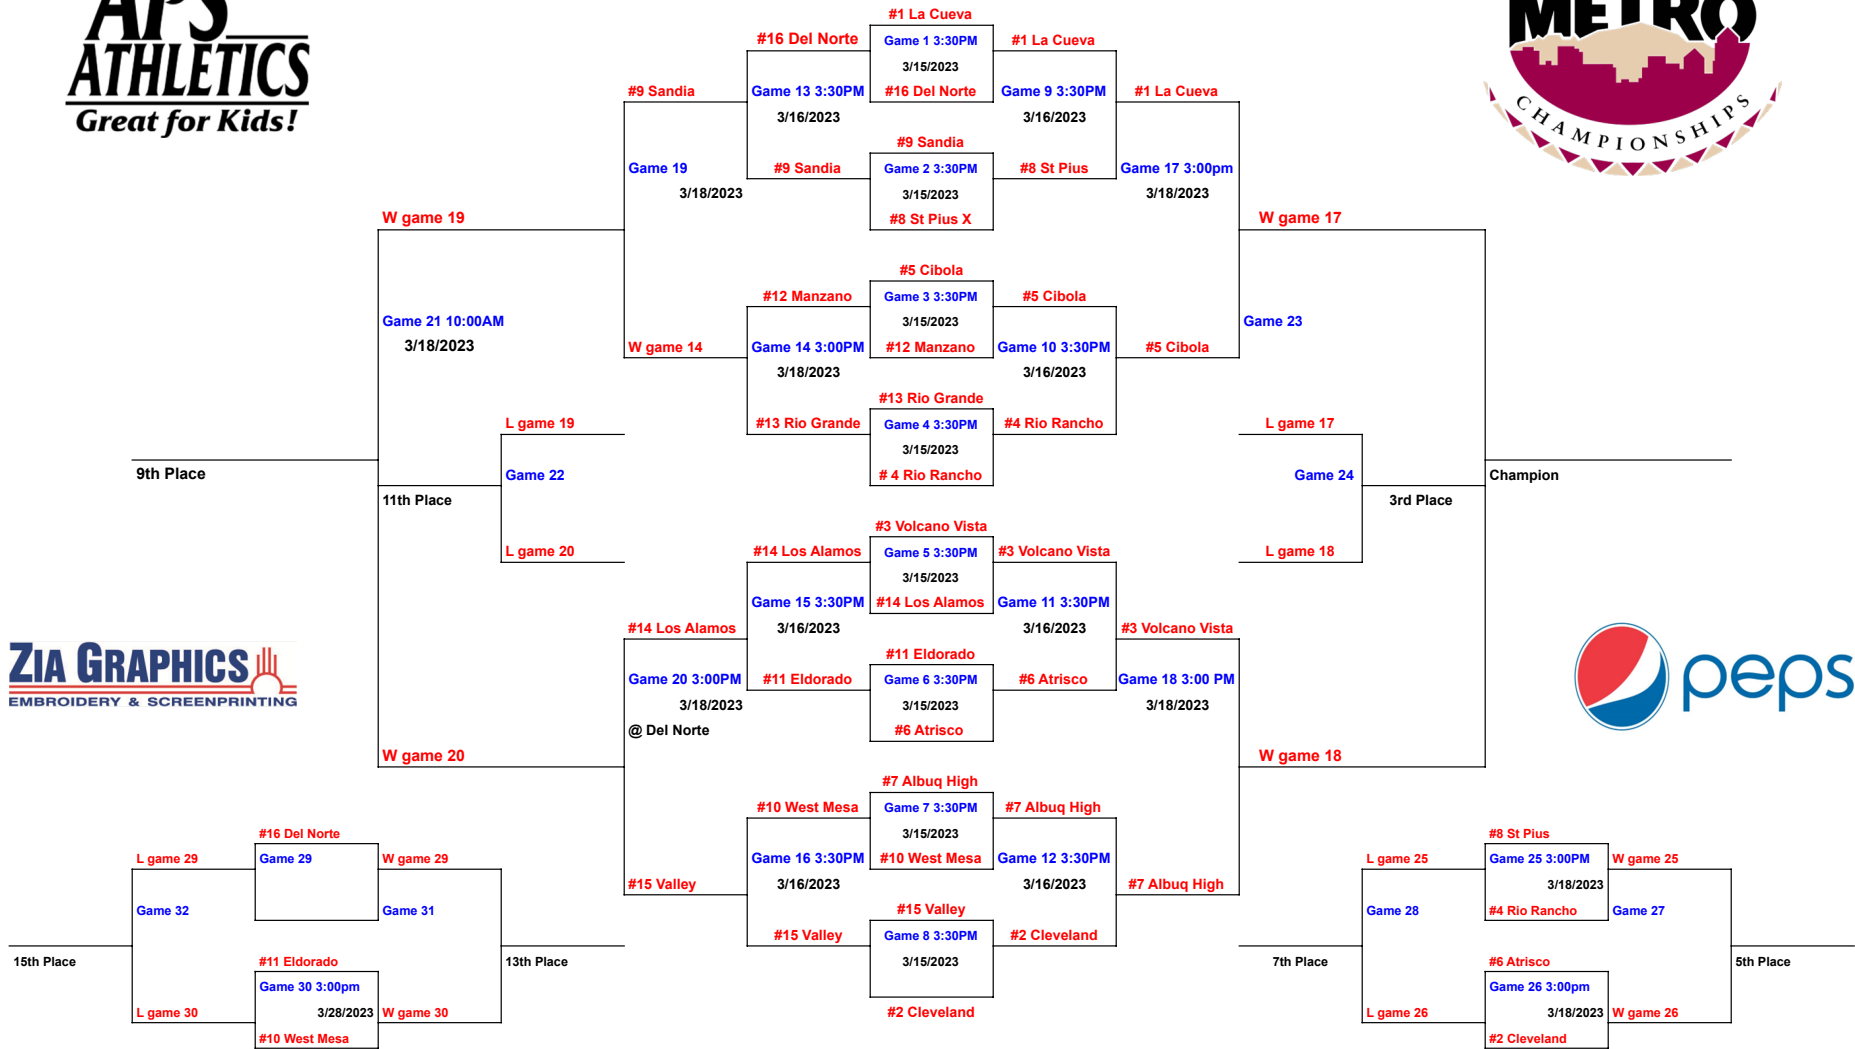 APS
ATHLETICS
Great for Kids!
METRO
CHAMPIONSHIPS
#1 La Cueva
#16 Del Norte
Game 1 3:30PM
#1 La Cueva
3/15/2023
#9 Sandia
Game 13 3:30PM
#16 Del Norte
Game 9 3:30PM
#1 La Cueva
3/16/2023
3/16/2023
#9 Sandia
Game 19
#9 Sandia
Game 2 3:30PM
#8 St Pius
Game 17 3:00pm
3/18/2023
3/15/2023
3/18/2023
W game 19
#8 St Pius X
W game 17
#5 Cibola
#12 Manzano
Game 3 3:30PM
#5 Cibola
Game 21 10:00AM
3/15/2023
Game 23
3/18/2023
W game 14
Game 14 3:00PM
#12 Manzano
Game 10 3:30PM
#5 Cibola
3/18/2023
3/16/2023
#13 Rio Grande
L game 19
#13 Rio Grande
Game 4 3:30PM
#4 Rio Rancho
L game 17
3/15/2023
9th Place
Game 22
# 4 Rio Rancho
Game 24
Champion
11th Place
3rd Place
#3 Volcano Vista
L game 20
#14 Los Alamos
Game 5 3:30PM
#3 Volcano Vista
L game 18
3/15/2023
Game 15 3:30PM
#14 Los Alamos
Game 11 3:30PM
#14 Los Alamos
3/16/2023
3/16/2023
#3 Volcano Vista
ZIA GRAPHICS
EMBROIDERY & SCREENPRINTING
#11 Eldorado
peps
Game 20 3:00PM
#11 Eldorado
Game 6 3:30PM
#6 Atrisco
Game 18 3:00 PM
3/18/2023
3/15/2023
3/18/2023
@ Del Norte
#6 Atrisco
W game 20
W game 18
#7 Albuq High
#10 West Mesa
Game 7 3:30PM
#7 Albuq High
#16 Del Norte
3/15/2023
#8 St Pius
L game 29
Game 29
W game 29
Game 16 3:30PM
#10 West Mesa
Game 12 3:30PM
L game 25
Game 25 3:00PM
W game 25
#15 Valley
3/16/2023
3/16/2023
#7 Albuq High
3/18/2023
Game 32
Game 31
#15 Valley
Game 28
#4 Rio Rancho
Game 27
#15 Valley
Game 8 3:30PM
#2 Cleveland
15th Place
#11 Eldorado
13th Place
3/15/2023
7th Place
#6 Atrisco
5th Place
Game 30 3:00pm
Game 26 3:00pm
L game 30
3/28/2023
W game 30
#2 Cleveland
L game 26
3/18/2023
W game 26
#10 West Mesa
#2 Cleveland